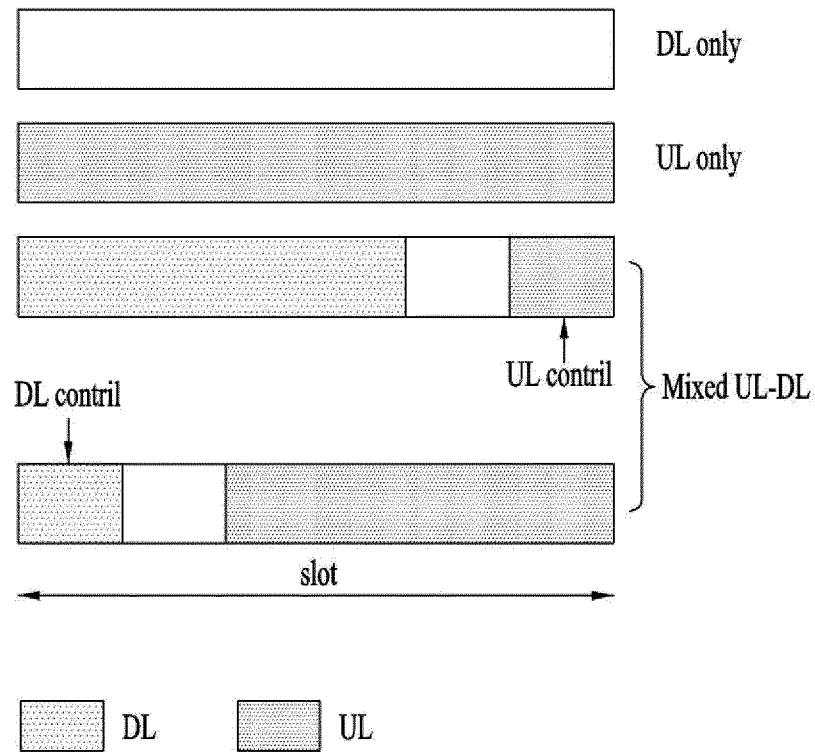 DL only
UL only
UL contril
DL contril
Mixed UL-DL
slot
DL
UL